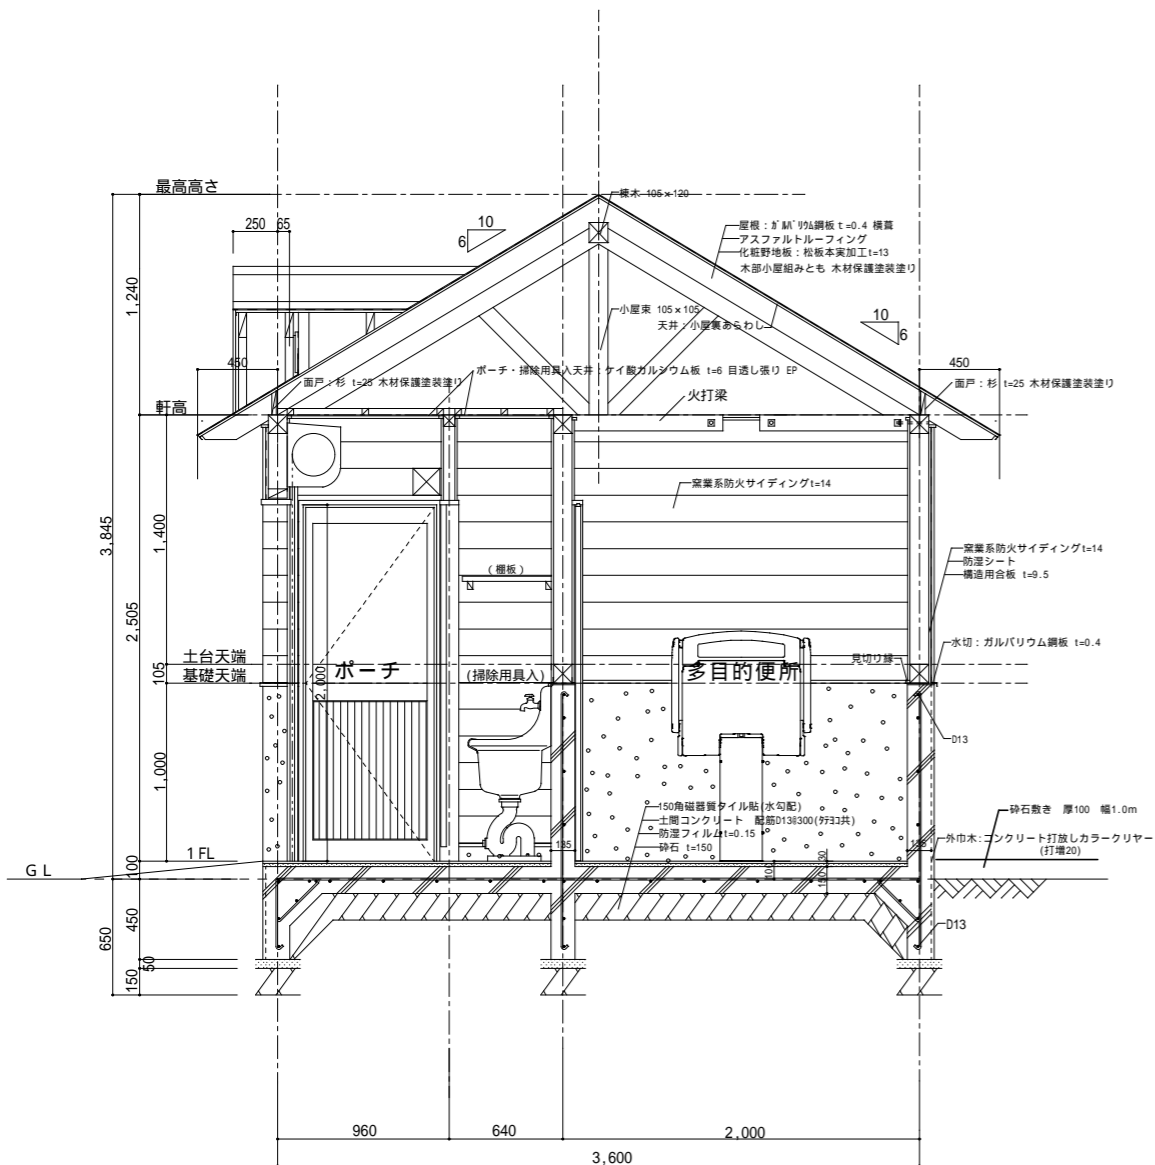 最高高さ
棟木 105×120
250
65
10
6
屋根：ｶﾞﾙﾊﾞﾘｳﾑ鋼板 t=0.4 横葺
アスファルトルーフィング
化粧野地板：松板本実加工t=13
木部小屋組みとも 木材保護塗装塗り
1,240
小屋束 105×105
天井：小屋裏あらわし
10
6
450
面戸：杉 t=25 木材保護塗装塗り
ポーチ・掃除用具入天井：ケイ酸カルシウム板 t=6 目透し張り EP
450
面戸：杉 t=25 木材保護塗装塗り
火打梁
軒高
窯業系防火サイディングt=14
3,845
1,400
2,505
窯業系防火サイディングt=14
防湿シート
構造用合板 t=9.5
(棚板)
水切：ガルバリウム鋼板 t=0.4
土台天端
見切り縁
105
基礎天端
ポーチ
(掃除用具入)
多目的便所
2,000
D13
1,000
150角磁器質タイル貼(水勾配)
土間コンクリート 配筋D13@300(ﾀﾃﾖｺ共)
防湿フィルムt=0.15
砕石 t=150
砕石敷き 厚100 幅1.0m
外巾木：コンクリート打放しカラークリヤー
(打増20)
135
135
1FL
GL
100
100
30
150
650
450
D13
50
150
960
640
2,000
3,600